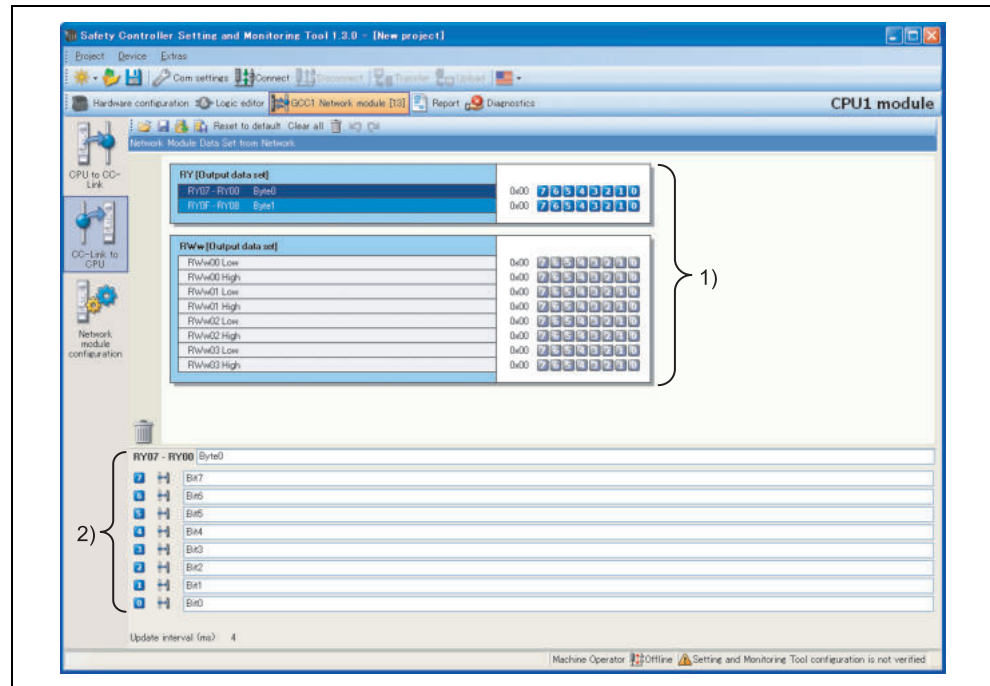 Safety Controller Setting and Monitoring Tool 1.3.0 - [New project]
Project Device Extras
Com settings Connect Disconnect Transfer Upload
Hardware configuration Logic editor GCC1 Network module [13] Report Diagnostics CPU1 module
Reset to default Clear all
Network Module Data Set from Network
CPU to CC-
Link
CC-Link to
CPU
Network
module
configuration
RY [Output data set]
RY07 - RY00 Byte0 0x00 7 6 5 4 3 2 1 0
RY0F - RY08 Byte1 0x00 7 6 5 4 3 2 1 0
RWw [Output data set]
RWw00 Low 0x00 7 6 5 4 3 2 1 0
RWw00 High 0x00 7 6 5 4 3 2 1 0
RWw01 Low 0x00 7 6 5 4 3 2 1 0
RWw01 High 0x00 7 6 5 4 3 2 1 0
RWw02 Low 0x00 7 6 5 4 3 2 1 0
RWw02 High 0x00 7 6 5 4 3 2 1 0
RWw03 Low 0x00 7 6 5 4 3 2 1 0
RWw03 High 0x00 7 6 5 4 3 2 1 0
1)
RY07 - RY00 Byte0
7 Bit7
6 Bit6
5 Bit5
4 Bit4
3 Bit3
2 Bit2
1 Bit1
0 Bit0
2)
Update interval (ms) 4
Machine Operator Offline Setting and Monitoring Tool configuration is not verified